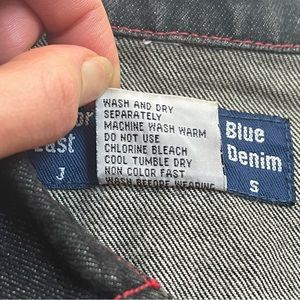 WASH AND DRY
SEPARATELY
MACHINE WASH WARM
DO NOT USE
CHLORINE BLEACH
COOL TUMBLE DRY
NON COLOR FAST
WASH BEFORE WEARING
or
East
J
Blue
Denim
S